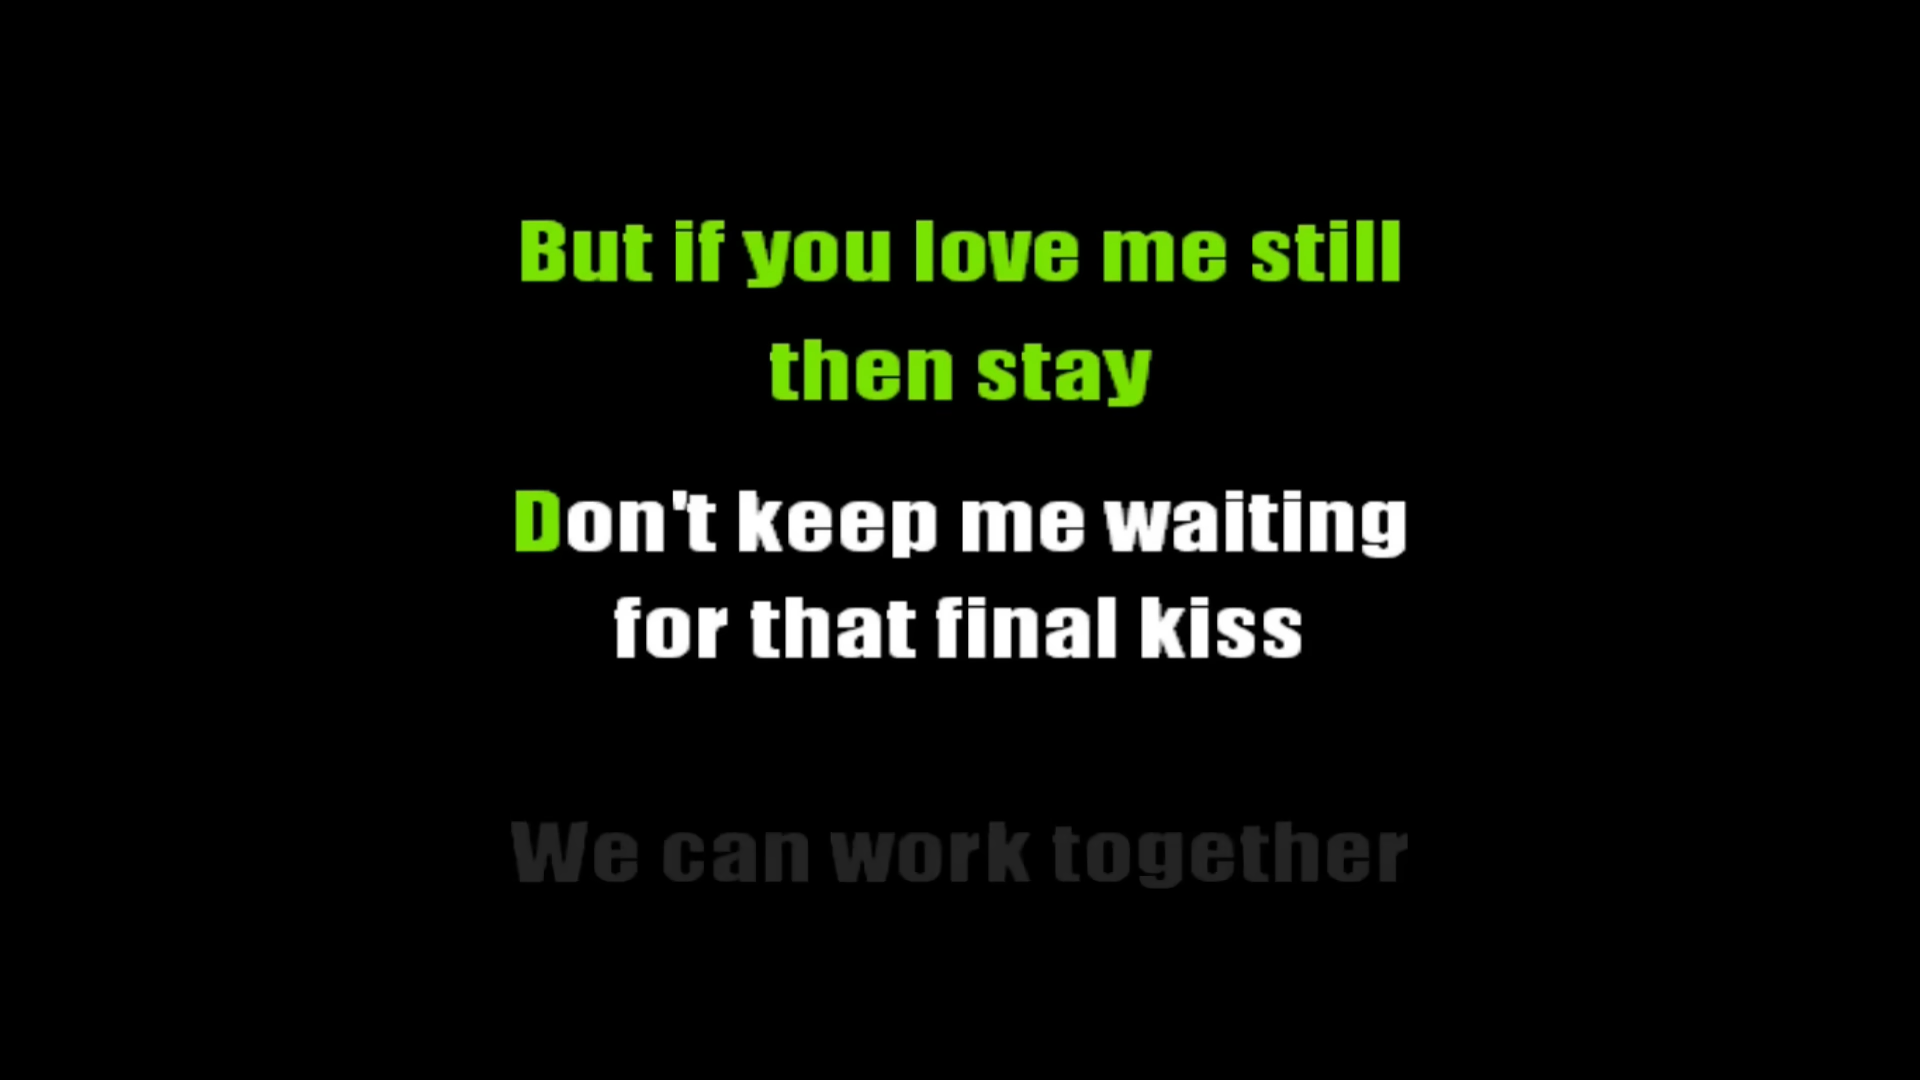 But if you love me still
then stay
Don't keep me waiting
for that final kiss
We can work together